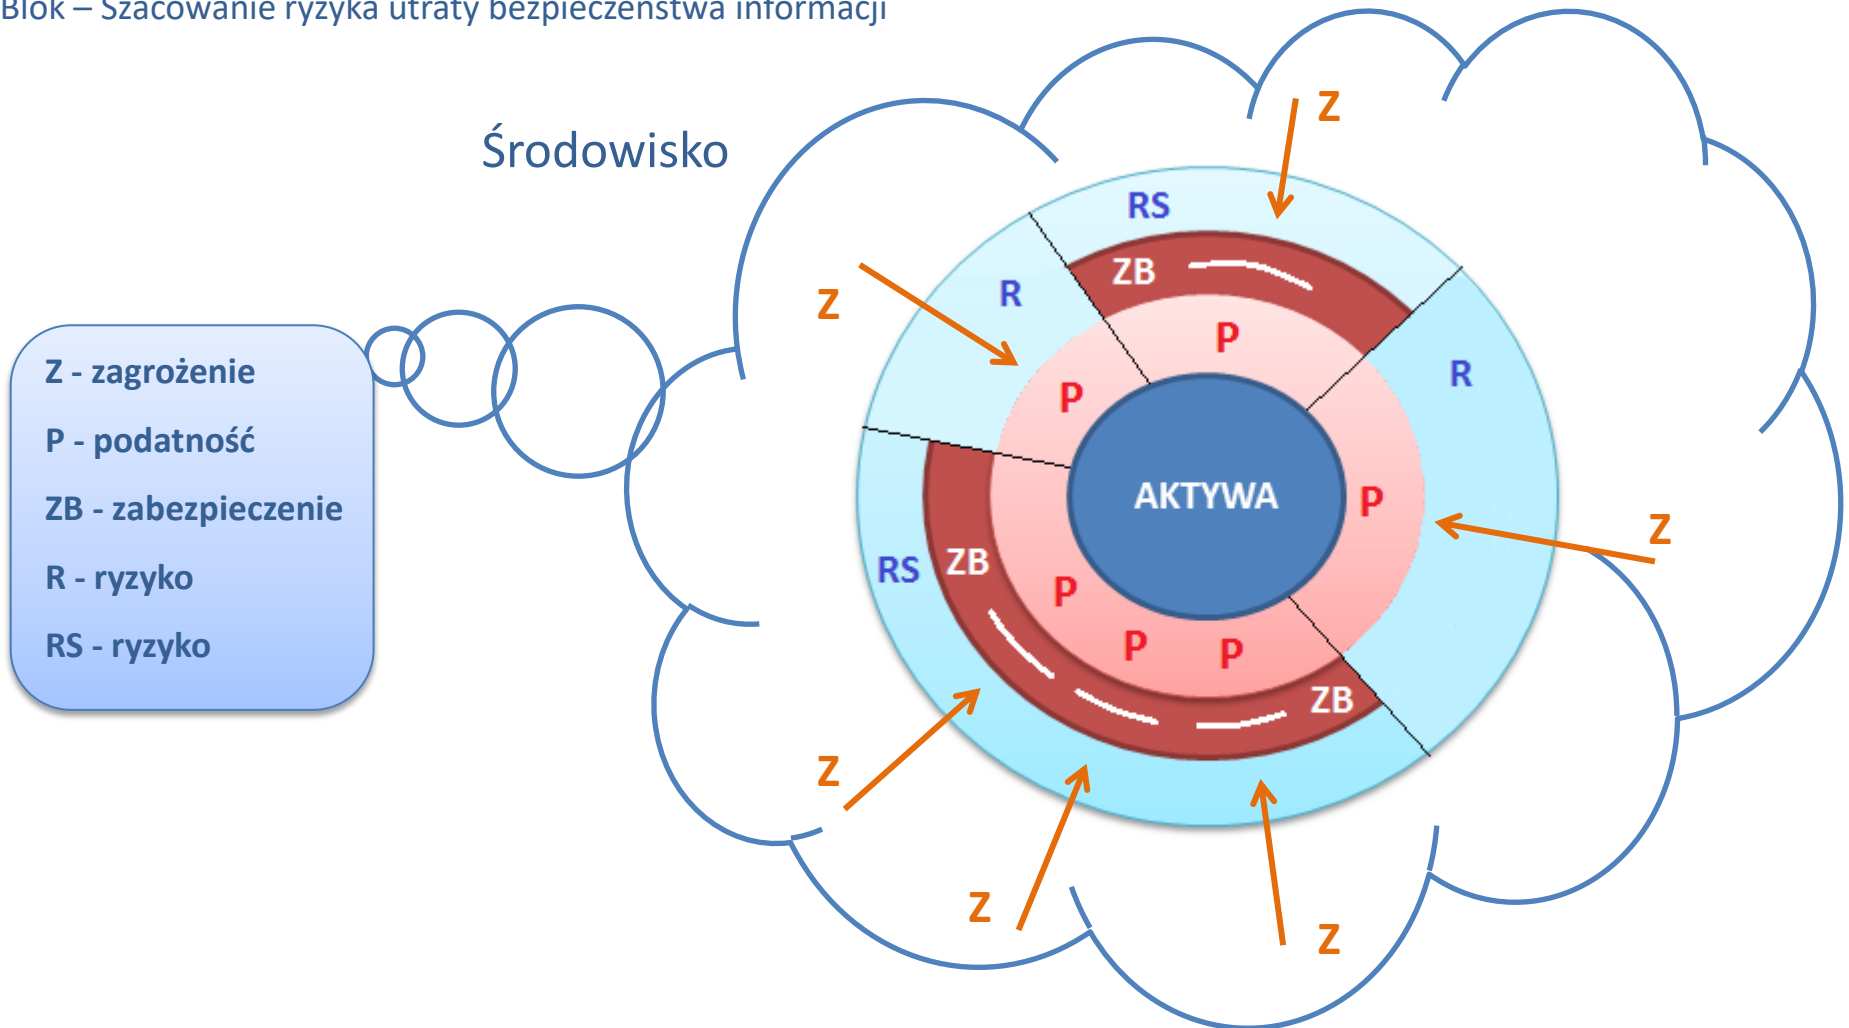 Blok – Szacowanie ryzyka utraty bezpieczeństwa informacji
Środowisko
Z - zagrożenie
P - podatność
ZB - zabezpieczenie
R - ryzyko
RS - ryzyko
Z
RS
ZB
Z
R
P
R
P
AKTYWA
P
Z
RS
ZB
P
P
P
ZB
Z
Z
Z